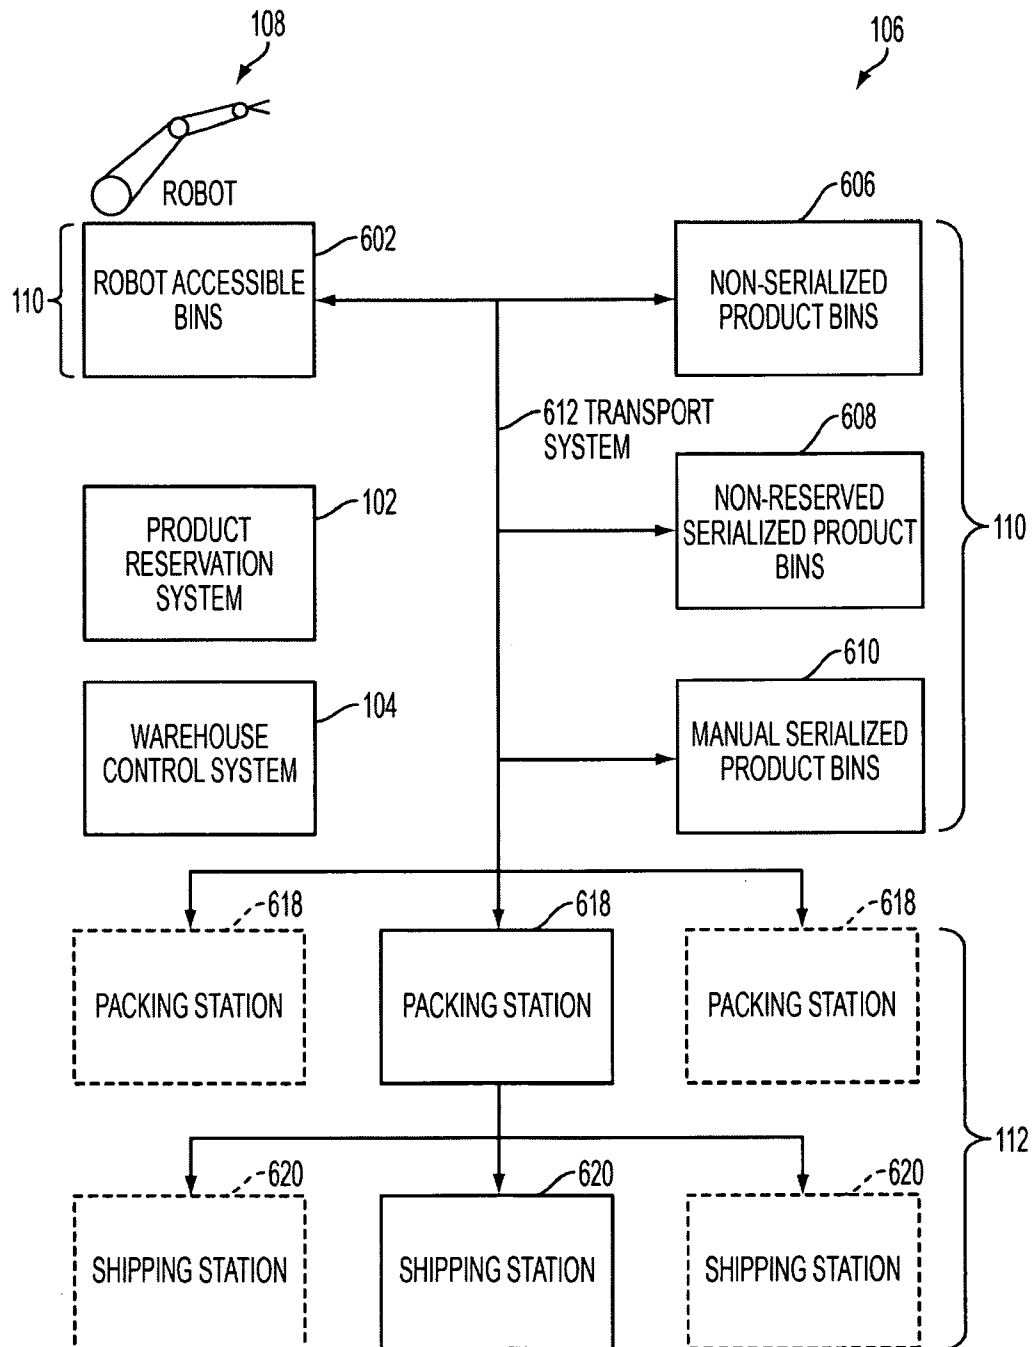 108
106
ROBOT
606
602
110
ROBOT ACCESSIBLE
BINS
NON-SERIALIZED
PRODUCT BINS
612 TRANSPORT
SYSTEM
608
102
PRODUCT
RESERVATION
SYSTEM
NON-RESERVED
SERIALIZED PRODUCT
BINS
110
610
104
WAREHOUSE
CONTROL SYSTEM
MANUAL SERIALIZED
PRODUCT BINS
618
618
618
PACKING STATION
PACKING STATION
PACKING STATION
112
620
620
620
SHIPPING STATION
SHIPPING STATION
SHIPPING STATION